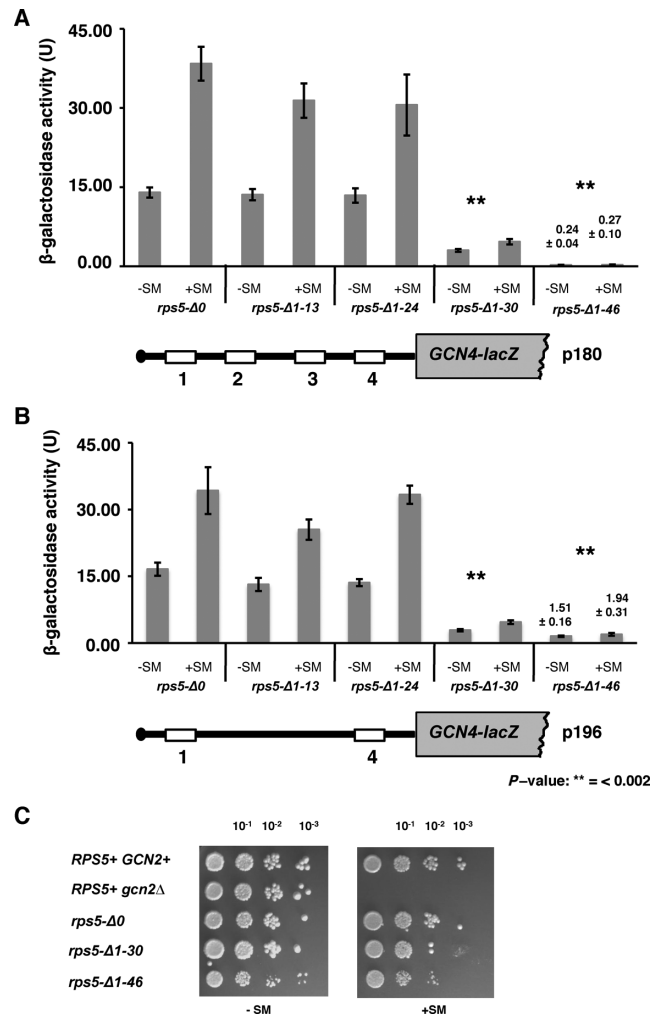 A
β-galactosidase activity (U)
45.00
30.00
15.00
0.00
**
**
0.24
± 0.04
0.27
± 0.10
-SM +SM -SM +SM -SM +SM -SM +SM -SM +SM
rps5-Δ0 rps5-Δ1-13 rps5-Δ1-24 rps5-Δ1-30 rps5-Δ1-46
GCN4-lacZ p180
1 2 3 4
B
β-galactosidase activity (U)
45.00
30.00
15.00
0.00
**
**
1.51
± 0.16
1.94
± 0.31
-SM +SM -SM +SM -SM +SM -SM +SM -SM +SM
rps5-Δ0 rps5-Δ1-13 rps5-Δ1-24 rps5-Δ1-30 rps5-Δ1-46
GCN4-lacZ p196
1 4
P–value: ** = < 0.002
C
10-1 10-2 10-3 10-1 10-2 10-3
RPS5+ GCN2+
RPS5+ gcn2Δ
rps5-Δ0
rps5-Δ1-30
rps5-Δ1-46
- SM +SM